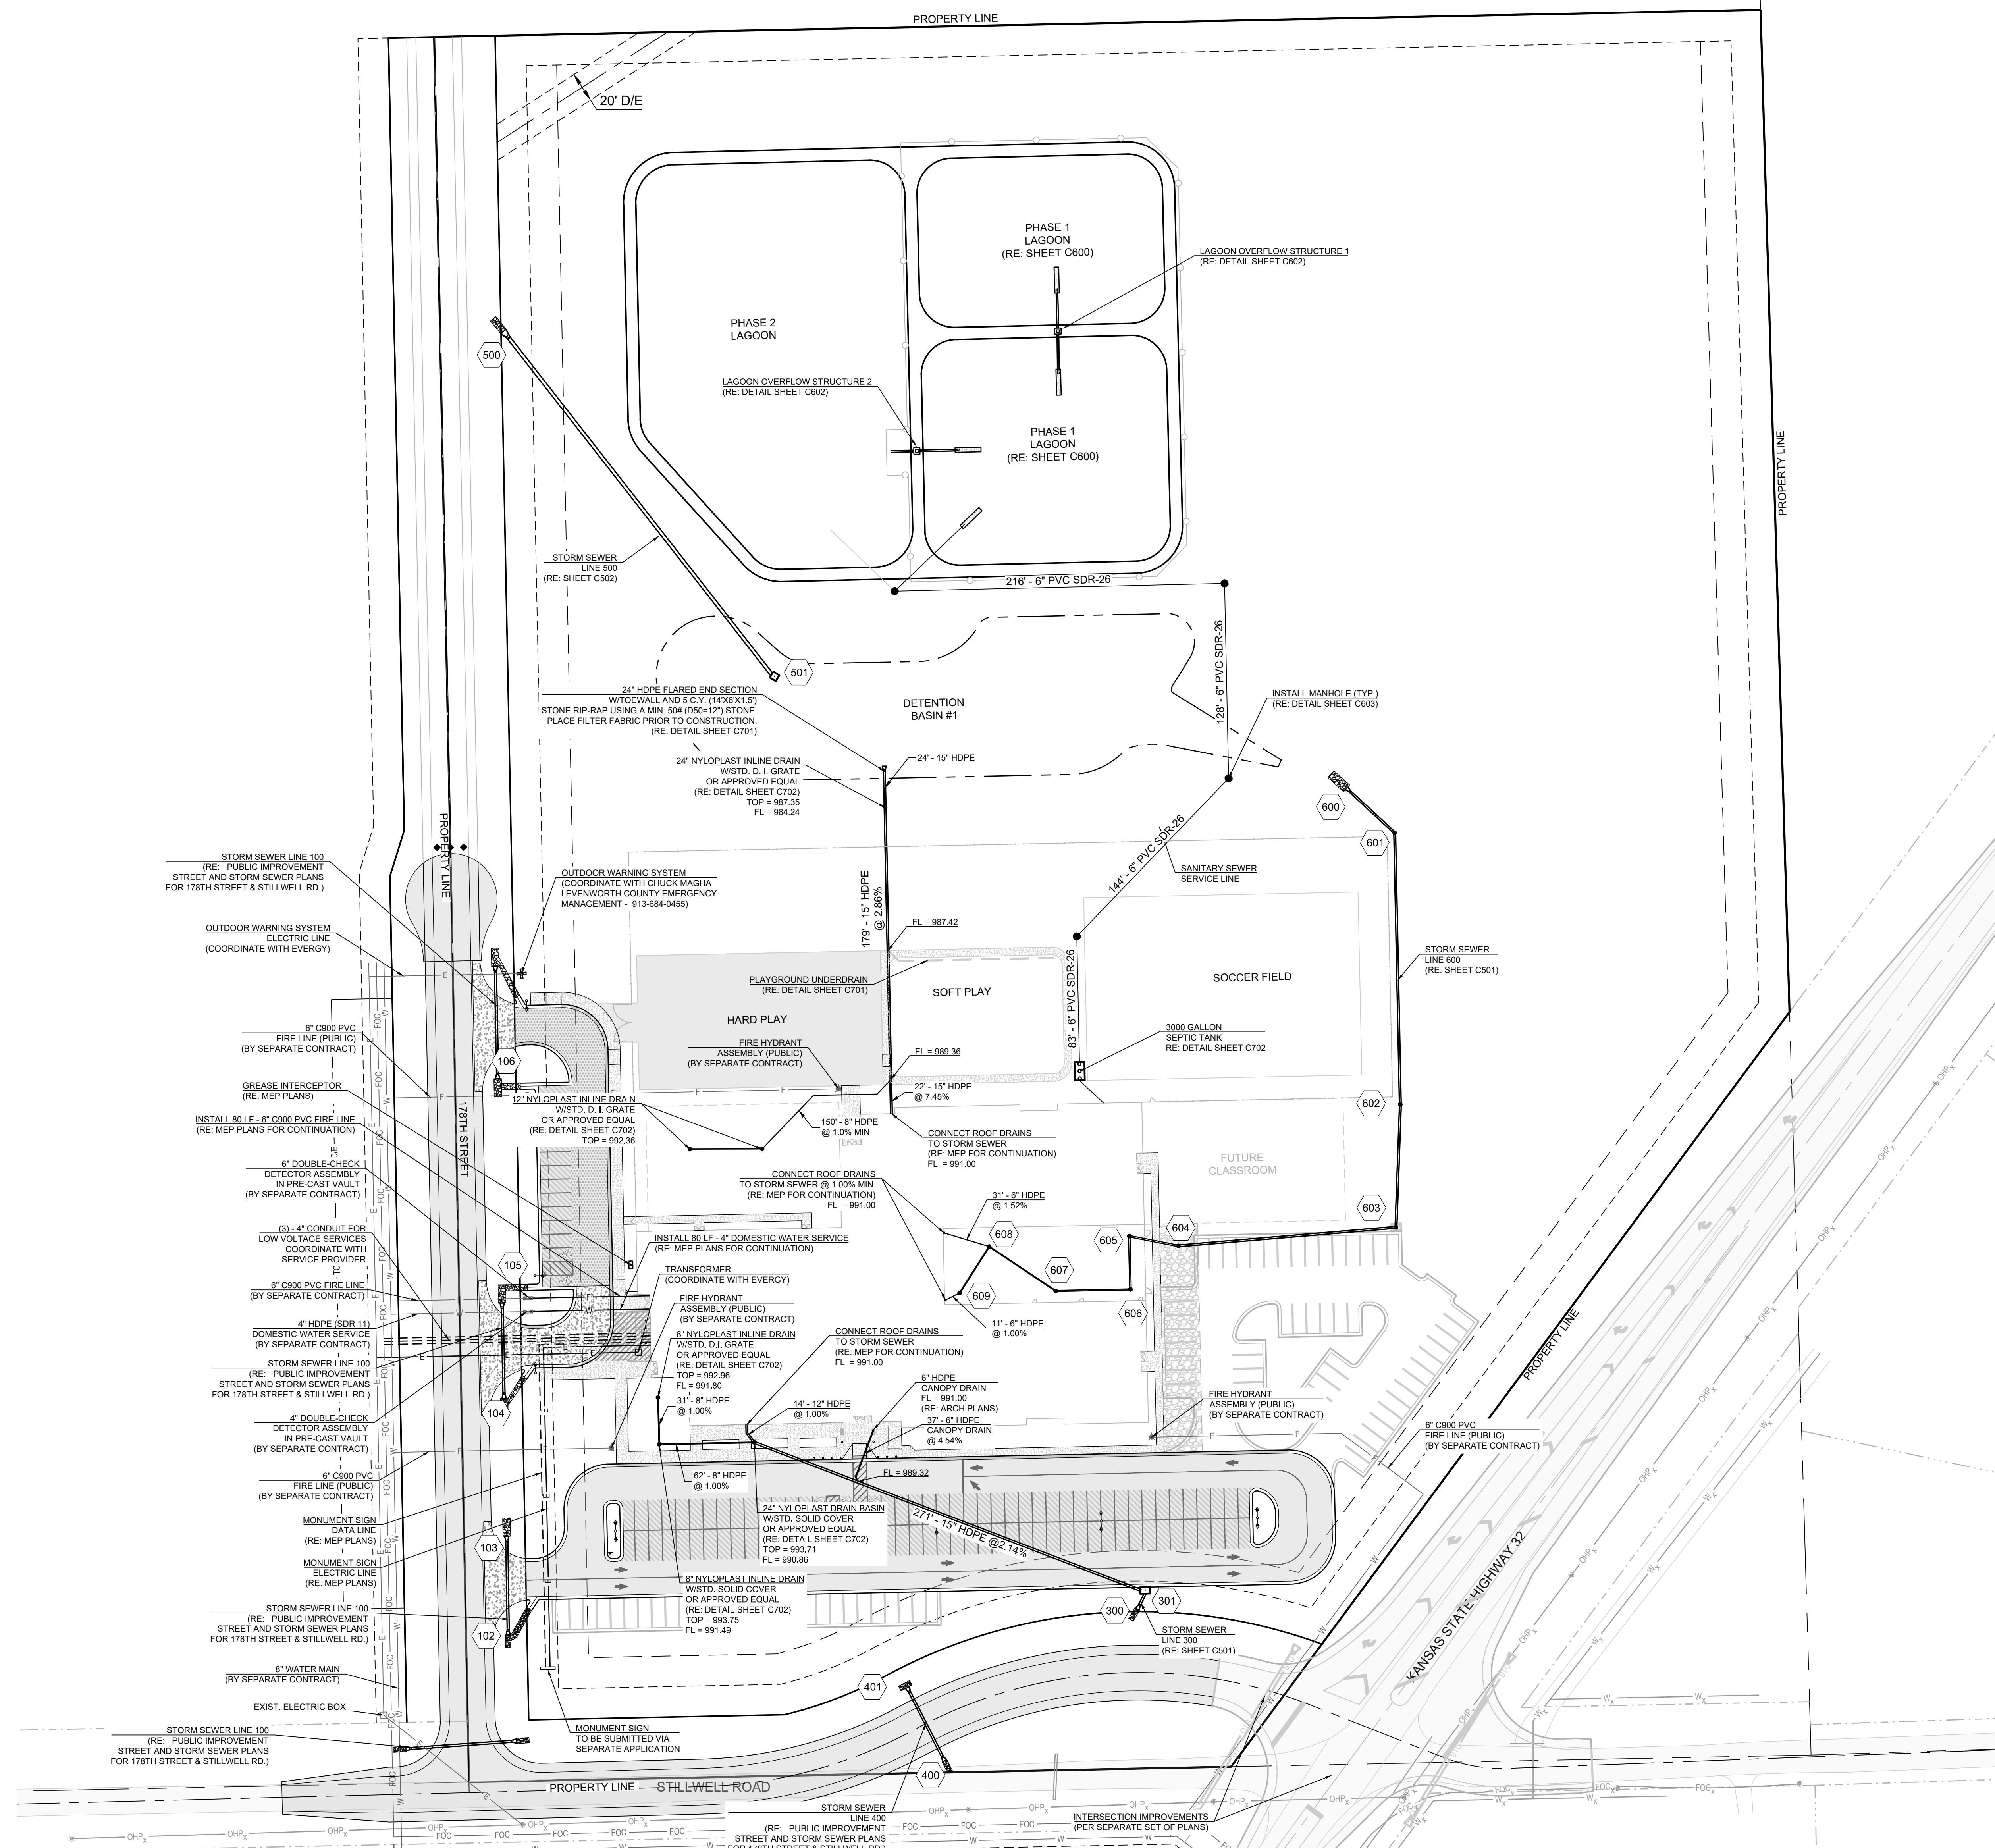 PROPERTY LINE
20' D/E
PHASE 1
LAGOON
(RE: SHEET C600)
LAGOON OVERFLOW STRUCTURE 1
(RE: DETAIL SHEET C602)
PHASE 2
LAGOON
500
LAGOON OVERFLOW STRUCTURE 2
(RE: DETAIL SHEET C602)
PHASE 1
LAGOON
(RE: SHEET C600)
PROPERTY LINE
STORM SEWER
LINE 500
(RE: SHEET C502)
216' - 6" PVC SDR-26
128' - 6" PVC SDR-26
501
24" HDPE FLARED END SECTION
W/TOEWALL AND 5 C.Y. (14'X6'X1.5')
STONE RIP-RAP USING A MIN. 50# (D50=12") STONE.
PLACE FILTER FABRIC PRIOR TO CONSTRUCTION.
(RE: DETAIL SHEET C701)
DETENTION
BASIN #1
INSTALL MANHOLE (TYP.)
(RE: DETAIL SHEET C603)
24" NYLOPLAST INLINE DRAIN
W/STD. D. I. GRATE
OR APPROVED EQUAL
(RE: DETAIL SHEET C702)
TOP = 987.35
FL = 984.24
24' - 15" HDPE
600
601
PROPERTY LINE
STORM SEWER LINE 100
(RE: PUBLIC IMPROVEMENT
STREET AND STORM SEWER PLANS
FOR 178TH STREET & STILLWELL RD.)
OUTDOOR WARNING SYSTEM
(COORDINATE WITH CHUCK MAGHA
LEVENWORTH COUNTY EMERGENCY
MANAGEMENT - 913-684-0455)
144' - 6" PVC SDR-26
SANITARY SEWER
SERVICE LINE
179' - 15" HDPE
@ 2.86%
FL = 987.42
OUTDOOR WARNING SYSTEM
ELECTRIC LINE
(COORDINATE WITH EVERGY)
STORM SEWER
LINE 600
(RE: SHEET C501)
E
PLAYGROUND UNDERDRAIN
(RE: DETAIL SHEET C701)
SOFT PLAY
83' - 6" PVC SDR-26
SOCCER FIELD
HARD PLAY
6" C900 PVC
FIRE LINE (PUBLIC)
(BY SEPARATE CONTRACT)
FIRE HYDRANT
ASSEMBLY (PUBLIC)
(BY SEPARATE CONTRACT)
3000 GALLON
SEPTIC TANK
RE: DETAIL SHEET C702
FL = 989.36
106
GREASE INTERCEPTOR
(RE: MEP PLANS)
12" NYLOPLAST INLINE DRAIN
W/STD. D. I. GRATE
OR APPROVED EQUAL
(RE: DETAIL SHEET C702)
TOP = 992.36
22' - 15" HDPE
@ 7.45%
602
INSTALL 80 LF - 6" C900 PVC FIRE LINE
(RE: MEP PLANS FOR CONTINUATION)
150' - 8" HDPE
@ 1.0% MIN
CONNECT ROOF DRAINS
TO STORM SEWER
(RE: MEP FOR CONTINUATION)
FL = 991.00
178TH STREET
FUTURE
CLASSROOM
6" DOUBLE-CHECK
DETECTOR ASSEMBLY
IN PRE-CAST VAULT
(BY SEPARATE CONTRACT)
CONNECT ROOF DRAINS
TO STORM SEWER @ 1.00% MIN.
(RE: MEP FOR CONTINUATION)
FL = 991.00
31' - 6" HDPE
@ 1.52%
603
604
605
608
(3) - 4" CONDUIT FOR
LOW VOLTAGE SERVICES
COORDINATE WITH
SERVICE PROVIDER
INSTALL 80 LF - 4" DOMESTIC WATER SERVICE
(RE: MEP PLANS FOR CONTINUATION)
105
607
TRANSFORMER
(COORDINATE WITH EVERGY)
6" C900 PVC FIRE LINE
(BY SEPARATE CONTRACT)
609
606
FIRE HYDRANT
ASSEMBLY (PUBLIC)
(BY SEPARATE CONTRACT)
4" HDPE (SDR 11)
DOMESTIC WATER SERVICE
(BY SEPARATE CONTRACT)
11' - 6" HDPE
@ 1.00%
8" NYLOPLAST INLINE DRAIN
W/STD. D.I. GRATE
OR APPROVED EQUAL
(RE: DETAIL SHEET C702)
TOP = 992.96
FL = 991.80
CONNECT ROOF DRAINS
TO STORM SEWER
(RE: MEP FOR CONTINUATION)
FL = 991.00
PROPERTY LINE
STORM SEWER LINE 100
(RE: PUBLIC IMPROVEMENT
STREET AND STORM SEWER PLANS
FOR 178TH STREET & STILLWELL RD.)
6" HDPE
CANOPY DRAIN
FL = 991.00
(RE: ARCH PLANS)
31' - 8" HDPE
@ 1.00%
14' - 12" HDPE
@ 1.00%
FIRE HYDRANT
ASSEMBLY (PUBLIC)
(BY SEPARATE CONTRACT)
104
37' - 6" HDPE
CANOPY DRAIN
@ 4.54%
4" DOUBLE-CHECK
DETECTOR ASSEMBLY
IN PRE-CAST VAULT
(BY SEPARATE CONTRACT)
6" C900 PVC
FIRE LINE (PUBLIC)
(BY SEPARATE CONTRACT)
6" C900 PVC
FIRE LINE (PUBLIC)
(BY SEPARATE CONTRACT)
62' - 8" HDPE
@ 1.00%
FL = 989.32
24" NYLOPLAST DRAIN BASIN
W/STD. SOLID COVER
OR APPROVED EQUAL
(RE: DETAIL SHEET C702)
TOP = 993.71
FL = 990.86
271' - 15" HDPE @2.14%
MONUMENT SIGN
DATA LINE
(RE: MEP PLANS)
103
MONUMENT SIGN
ELECTRIC LINE
(RE: MEP PLANS)
8" NYLOPLAST INLINE DRAIN
W/STD. SOLID COVER
OR APPROVED EQUAL
(RE: DETAIL SHEET C702)
TOP = 993.75
FL = 991.49
KANSAS STATE HIGHWAY 32
300
301
STORM SEWER LINE 100
(RE: PUBLIC IMPROVEMENT
STREET AND STORM SEWER PLANS
FOR 178TH STREET & STILLWELL RD.)
102
STORM SEWER
LINE 300
(RE: SHEET C501)
8" WATER MAIN
(BY SEPARATE CONTRACT)
401
EXIST. ELECTRIC BOX
MONUMENT SIGN
TO BE SUBMITTED VIA
SEPARATE APPLICATION
STORM SEWER LINE 100
(RE: PUBLIC IMPROVEMENT
STREET AND STORM SEWER PLANS
FOR 178TH STREET & STILLWELL RD.)
400
PROPERTY LINE
STILLWELL ROAD
STORM SEWER
LINE 400
(RE: PUBLIC IMPROVEMENT
STREET AND STORM SEWER PLANS
FOR 178TH STREET & STILLWELL RD.)
INTERSECTION IMPROVEMENTS
(PER SEPARATE SET OF PLANS)
OHPx
FOC
W